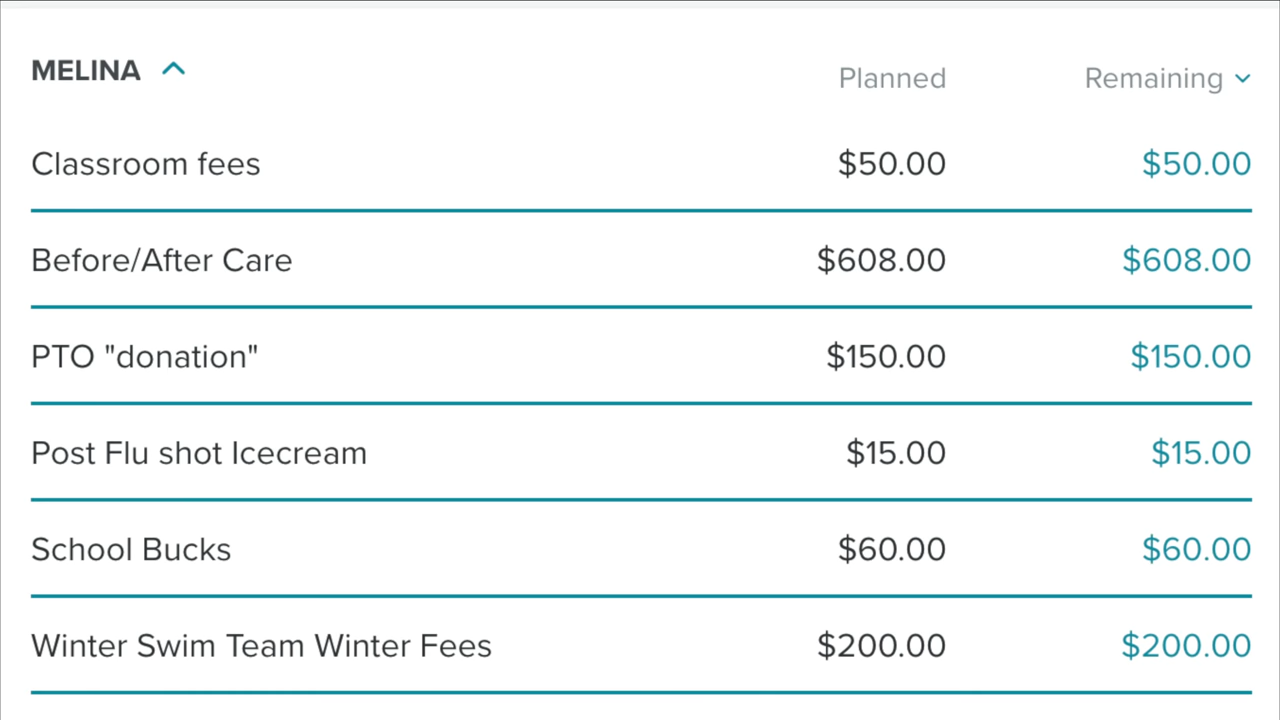 MELINA Planned Remaining
Classroom fees $50.00 $50.00
Before/After Care $608.00 $608.00
PTO "donation" $150.00 $150.00
Post Flu shot Icecream $15.00 $15.00
School Bucks $60.00 $60.00
Winter Swim Team Winter Fees $200.00 $200.00